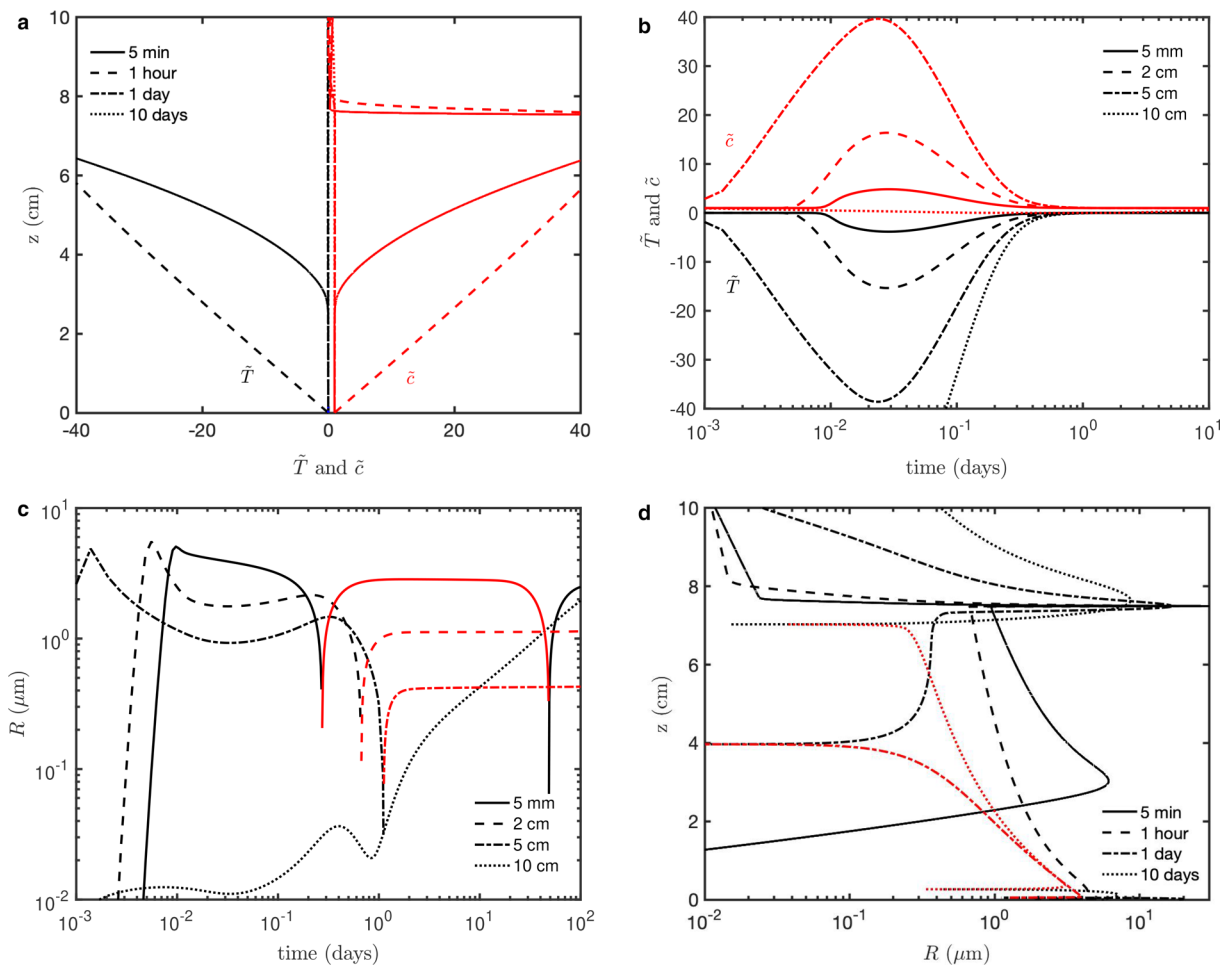 a
10
8
6
4
2
0
z (cm)
5 min
1 hour
1 day
10 days
T̃
c̃
-40
-20
0
20
40
T̃ and c̃
b
40
30
20
10
0
-10
-20
-30
-40
T̃ and c̃
5 mm
2 cm
5 cm
10 cm
c̃
T̃
10⁻³
10⁻²
10⁻¹
10⁰
10¹
time (days)
c
10¹
10⁰
10⁻¹
10⁻²
R (μm)
5 mm
2 cm
5 cm
10 cm
10⁻³
10⁻²
10⁻¹
10⁰
10¹
10²
time (days)
d
10
8
6
4
2
0
z (cm)
5 min
1 hour
1 day
10 days
10⁻²
10⁻¹
10⁰
10¹
R (μm)